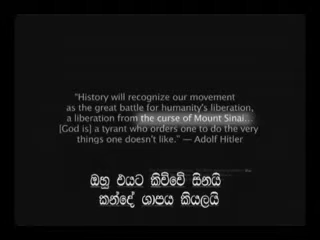 “History will recognize our movement
as the great battle for humanity’s liberation,
a liberation from the curse of Mount Sinai...
[God is] a tyrant who orders one to do the very
things one doesn’t like.” — Adolf Hitler
ඔහු එයට කිව්වේ සිනයි
කන්දේ ශාපය කියලයි